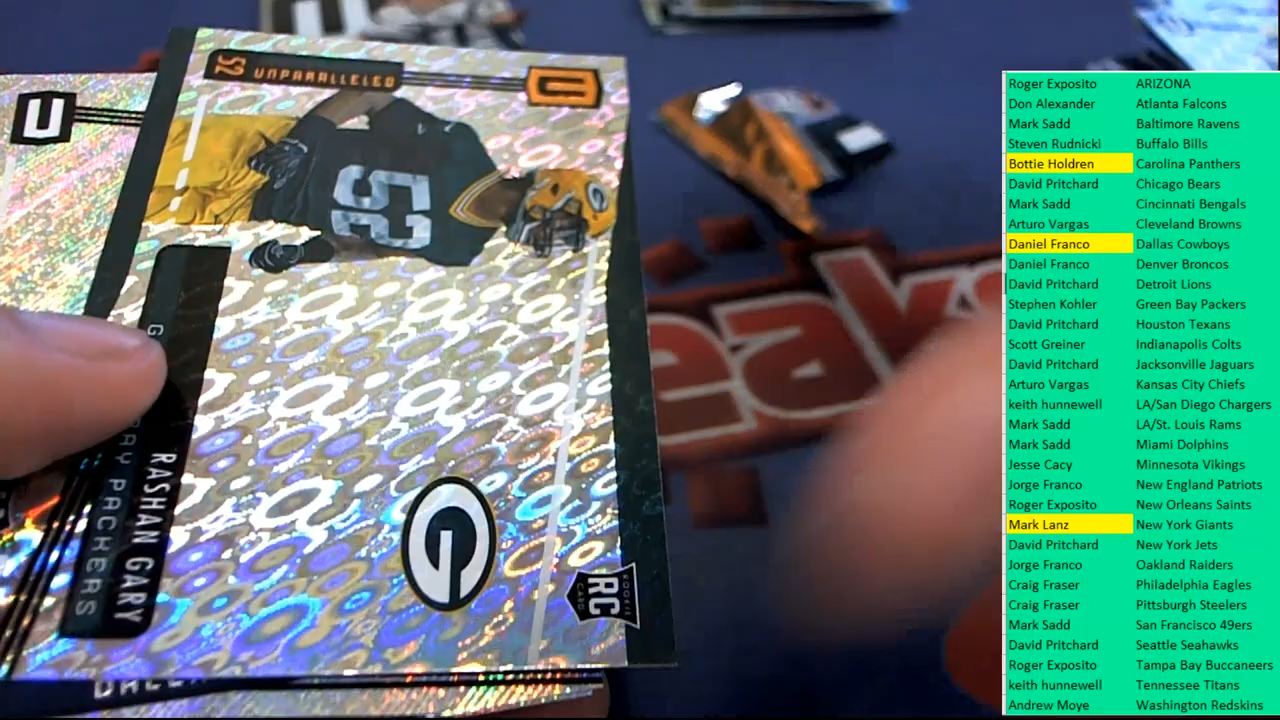 52 UNPARALLELED
U
52
G
RASHAN GARY
PACKERS
RC
ROOKIE
CARD
eak
Roger Exposito ARIZONA
Don Alexander Atlanta Falcons
Mark Sadd Baltimore Ravens
Steven Rudnicki Buffalo Bills
Bottie Holdren Carolina Panthers
David Pritchard Chicago Bears
Mark Sadd Cincinnati Bengals
Arturo Vargas Cleveland Browns
Daniel Franco Dallas Cowboys
Daniel Franco Denver Broncos
David Pritchard Detroit Lions
Stephen Kohler Green Bay Packers
David Pritchard Houston Texans
Scott Greiner Indianapolis Colts
David Pritchard Jacksonville Jaguars
Arturo Vargas Kansas City Chiefs
keith hunnewell LA/San Diego Chargers
Mark Sadd LA/St. Louis Rams
Mark Sadd Miami Dolphins
Jesse Cacy Minnesota Vikings
Jorge Franco New England Patriots
Roger Exposito New Orleans Saints
Mark Lanz New York Giants
David Pritchard New York Jets
Jorge Franco Oakland Raiders
Craig Fraser Philadelphia Eagles
Craig Fraser Pittsburgh Steelers
Mark Sadd San Francisco 49ers
David Pritchard Seattle Seahawks
Roger Exposito Tampa Bay Buccaneers
keith hunnewell Tennessee Titans
Andrew Moye Washington Redskins